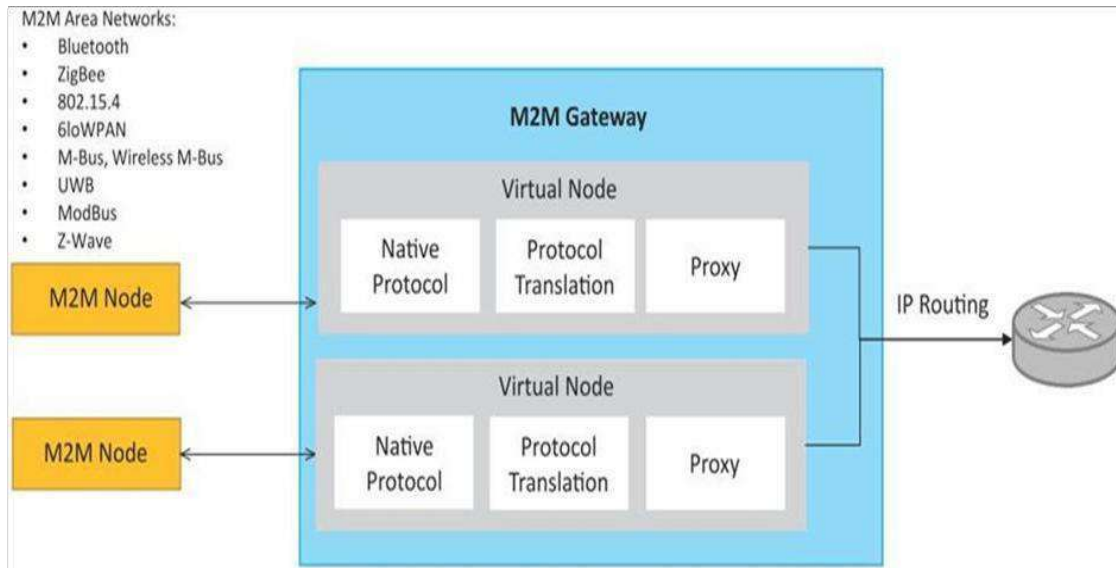 M2M Area Networks:
• Bluetooth
• ZigBee
• 802.15.4
• 6loWPAN
• M-Bus, Wireless M-Bus
• UWB
• ModBus
• Z-Wave
M2M Gateway
Virtual Node
Native
Protocol
Protocol
Translation
Proxy
M2M Node
IP Routing
Virtual Node
Native
Protocol
Protocol
Translation
Proxy
M2M Node